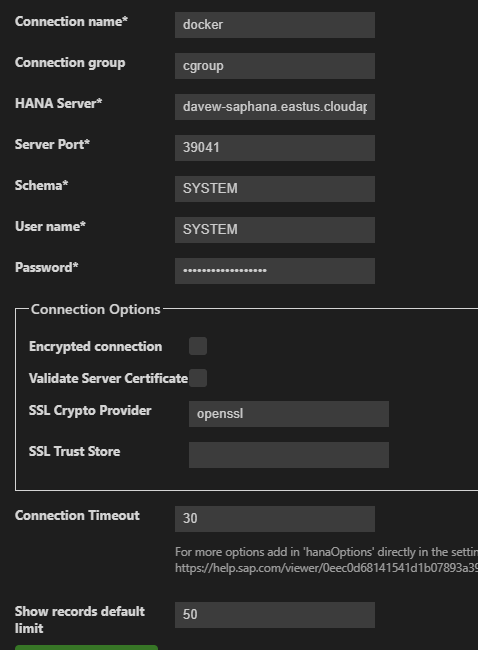 Connection name* docker
Connection group cgroup
HANA Server* davew-saphana.eastus.cloudap
Server Port* 39041
Schema* SYSTEM
User name* SYSTEM
Password* ••••••••••••••••••
Connection Options
Encrypted connection
Validate Server Certificate
SSL Crypto Provider openssl
SSL Trust Store
Connection Timeout 30
For more options add in 'hanaOptions' directly in the settin
https://help.sap.com/viewer/0eec0d68141541d1b07893a39
Show records default 50
limit